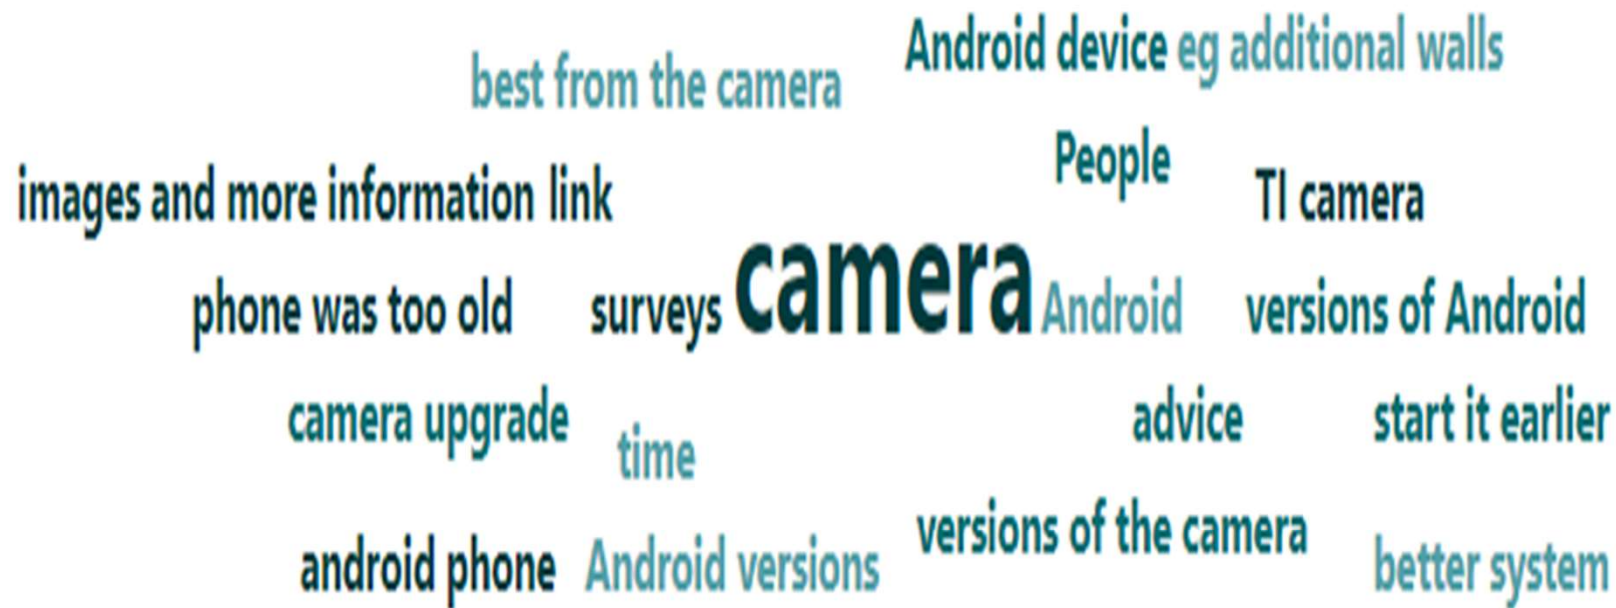 Android device eg additional walls
best from the camera
People
images and more information link
TI camera
camera
phone was too old
surveys
Android
versions of Android
camera upgrade
advice
start it earlier
time
versions of the camera
android phone
Android versions
better system